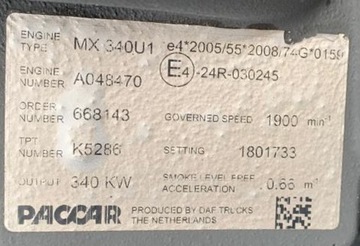 ENGINE TYPE MX 340U1 e4*2005/55*2008/74G*0159
ENGINE NUMBER A048470 E4-24R-030245
ORDER NUMBER 668143 GOVERNED SPEED 1900 min-1
TPT NUMBER K5286 SETTING 1801733
OUTPUT 340 KW SMOKE LEVEL FREE ACCELERATION 0.66 m-1
PACCAR PRODUCED BY DAF TRUCKS THE NETHERLANDS